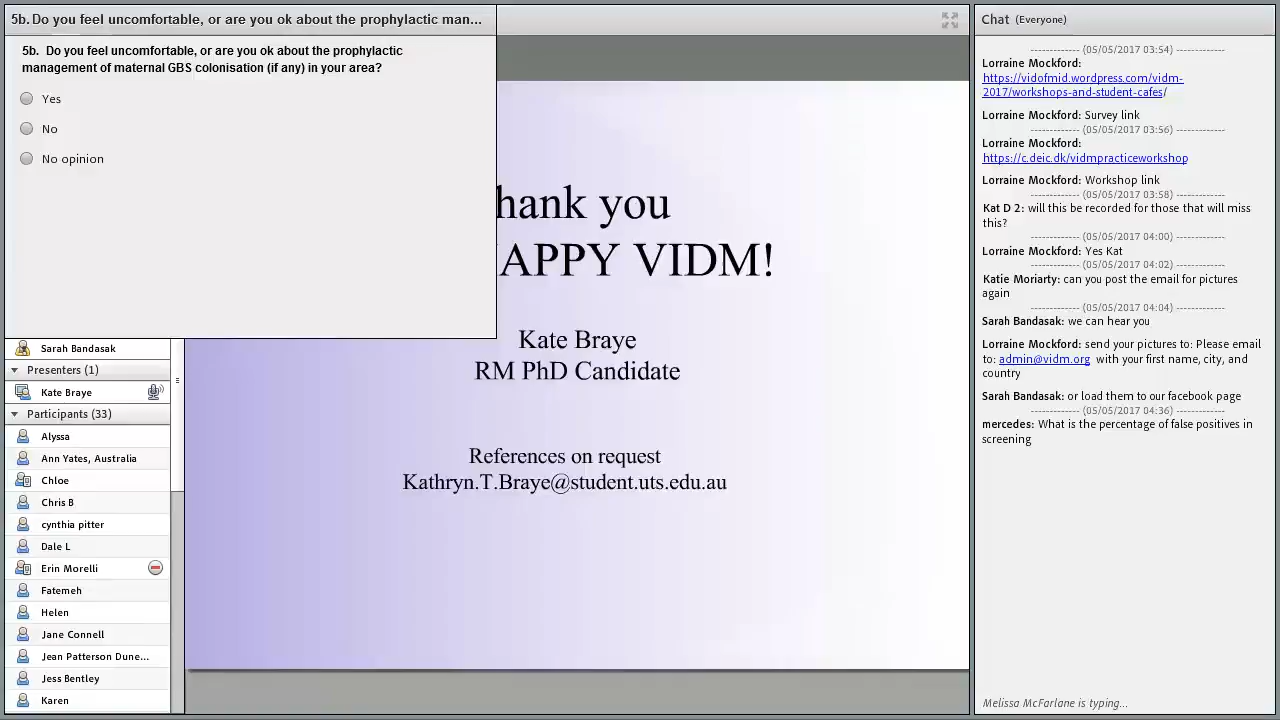 5b. Do you feel uncomfortable, or are you ok about the prophylactic man...
5b. Do you feel uncomfortable, or are you ok about the prophylactic
management of maternal GBS colonisation (if any) in your area?
Yes
No
No opinion
hank you
APPY VIDM!
Kate Braye
RM PhD Candidate
References on request
Kathryn.T.Braye@student.uts.edu.au
Sarah Bandasak
Presenters (1)
Kate Braye
Participants (33)
Alyssa
Ann Yates, Australia
Chloe
Chris B
cynthia pitter
Dale L
Erin Morelli
Fatemeh
Helen
Jane Connell
Jean Patterson Dune...
Jess Bentley
Karen
Chat (Everyone)
------------- (05/05/2017 03:54) -------------
Lorraine Mockford:
https://vidofmid.wordpress.com/vidm-
2017/workshops-and-student-cafes/
Lorraine Mockford: Survey link
------------- (05/05/2017 03:56) -------------
Lorraine Mockford:
https://c.deic.dk/vidmpracticeworkshop
Lorraine Mockford: Workshop link
------------- (05/05/2017 03:58) -------------
Kat D 2: will this be recorded for those that will miss
this?
------------- (05/05/2017 04:00) -------------
Lorraine Mockford: Yes Kat
------------- (05/05/2017 04:02) -------------
Katie Moriarty: can you post the email for pictures
again
------------- (05/05/2017 04:04) -------------
Sarah Bandasak: we can hear you
Lorraine Mockford: send your pictures to: Please email
to: admin@vidm.org with your first name, city, and
country
Sarah Bandasak: or load them to our facebook page
------------- (05/05/2017 04:36) -------------
mercedes: What is the percentage of false positives in
screening
Melissa McFarlane is typing...